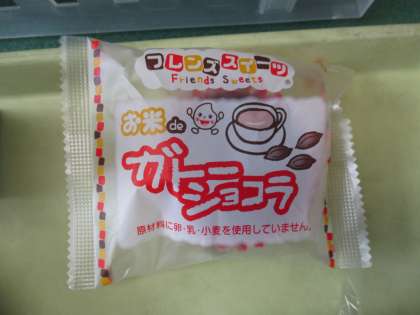 フレンズスイーツ
Friends Sweets
お米de
ガトーショコラ
原材料に卵・乳・小麦を使用していません。